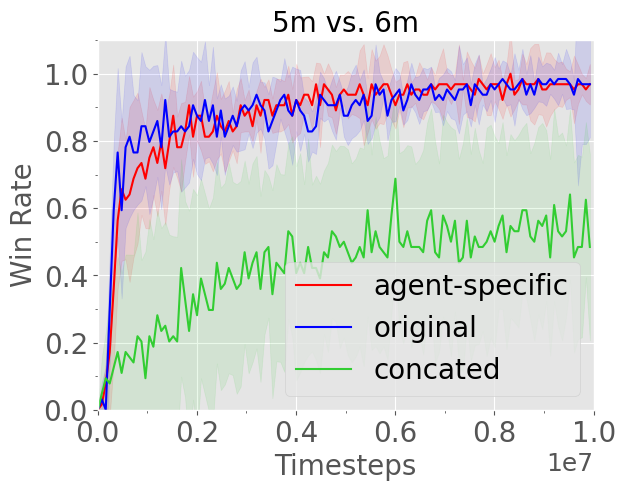 5m vs. 6m
1.0
0.8
0.6
0.4
0.2
0.0
Win Rate
agent-specific
original
concated
0.0 0.2 0.4 0.6 0.8 1.0
Timesteps
1e7